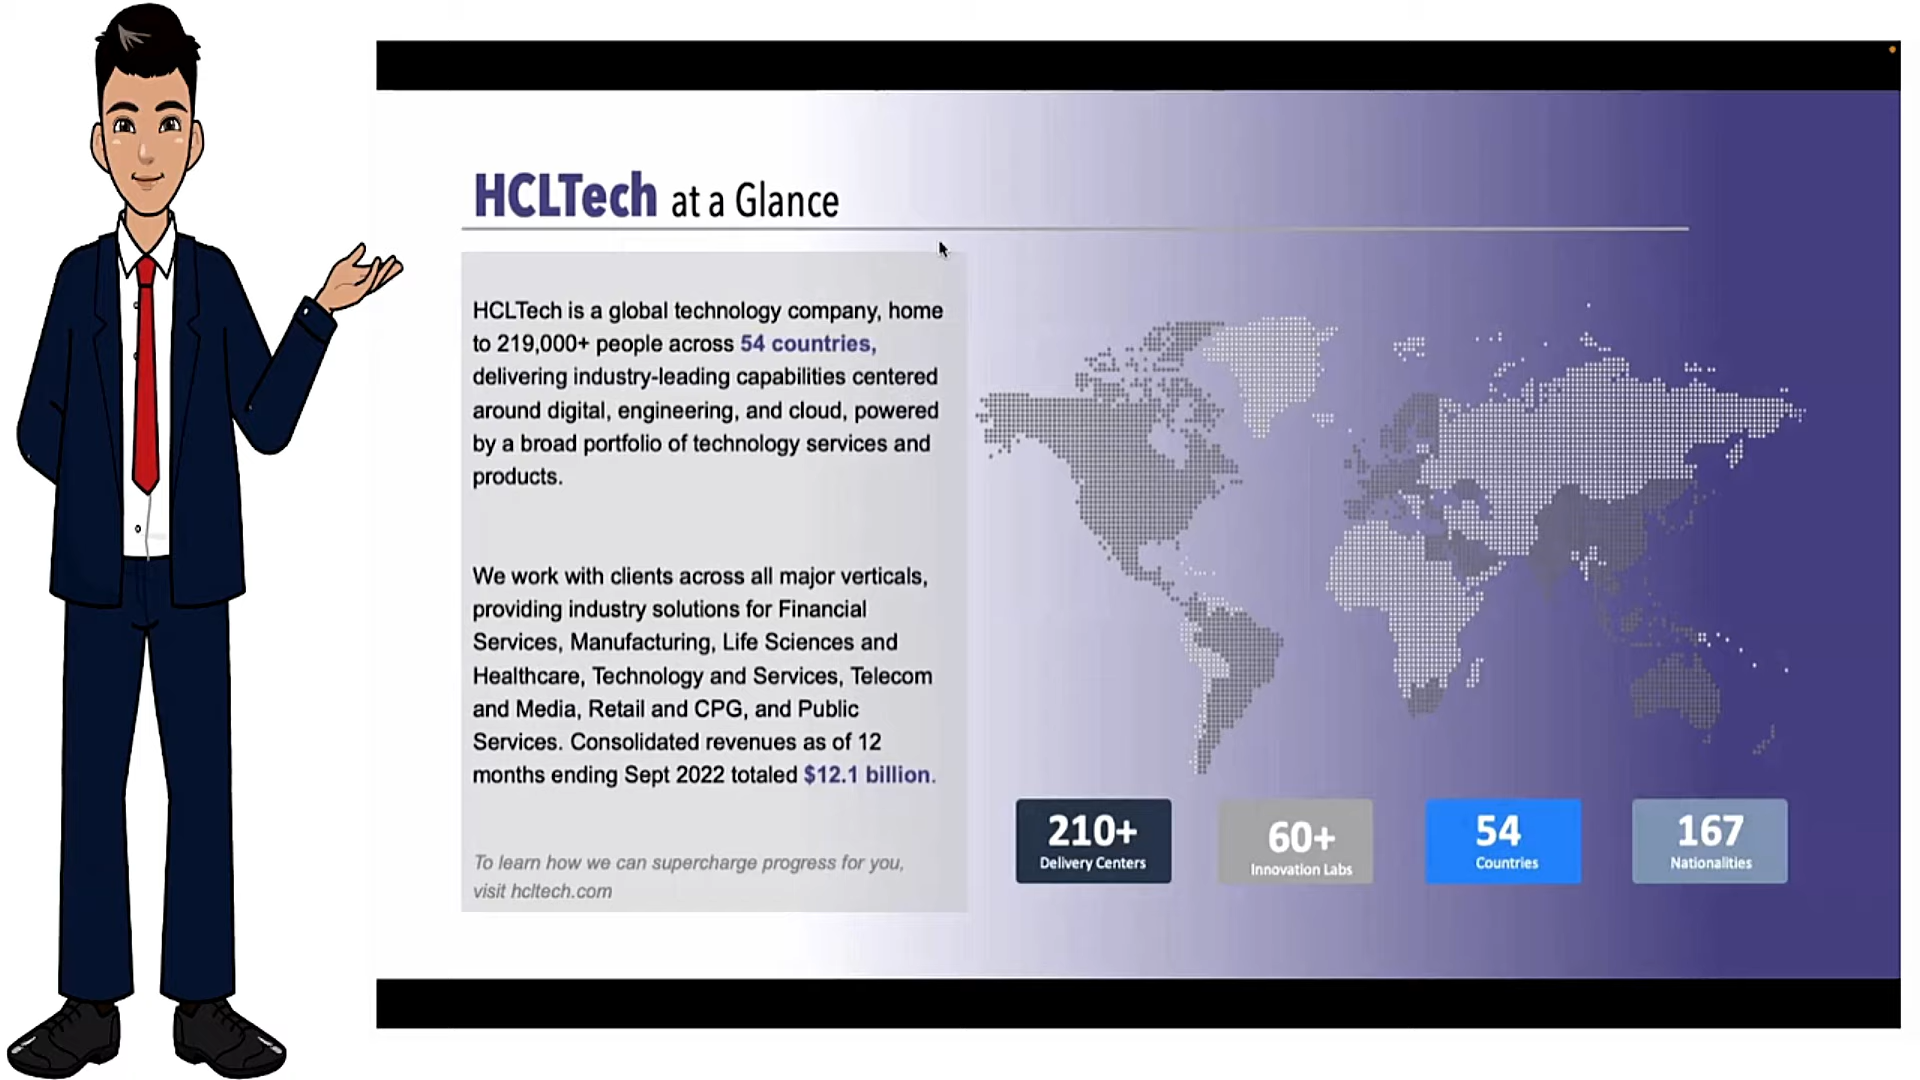 HCLTech at a Glance
HCLTech is a global technology company, home
to 219,000+ people across 54 countries,
delivering industry-leading capabilities centered
around digital, engineering, and cloud, powered
by a broad portfolio of technology services and
products.
We work with clients across all major verticals,
providing industry solutions for Financial
Services, Manufacturing, Life Sciences and
Healthcare, Technology and Services, Telecom
and Media, Retail and CPG, and Public
Services. Consolidated revenues as of 12
months ending Sept 2022 totaled $12.1 billion.
To learn how we can supercharge progress for you,
visit hcltech.com
210+
Delivery Centers
60+
Innovation Labs
54
Countries
167
Nationalities